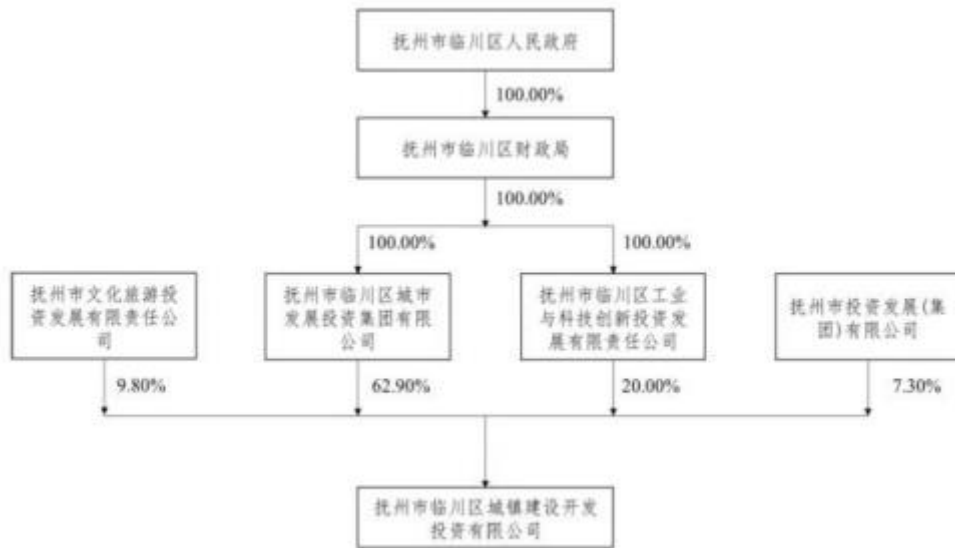 抚州市临川区人民政府
100.00%
抚州市临川区财政局
100.00%
100.00%
100.00%
抚州市文化旅游投
资发展有限责任公
司
抚州市临川区城市
发展投资集团有限
公司
抚州市临川区工业
与科技创新投资发
展有限责任公司
抚州市投资发展(集
团)有限公司
9.80%
62.90%
20.00%
7.30%
抚州市临川区城镇建设开发
投资有限公司